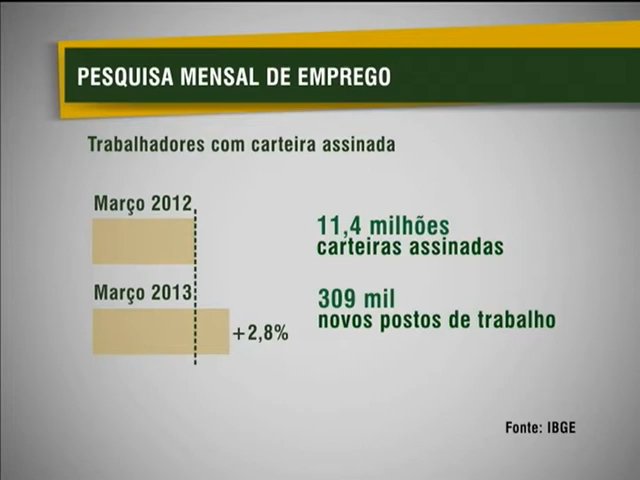 PESQUISA MENSAL DE EMPREGO
Trabalhadores com carteira assinada
Março 2012
11,4 milhões
carteiras assinadas
Março 2013
309 mil
novos postos de trabalho
+2,8%
Fonte: IBGE